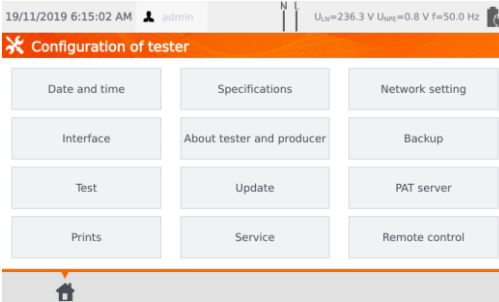 19/11/2019 6:15:02 AM admin N L ULN=236.3 V UNPE=0.8 V f=50.0 Hz
Configuration of tester
Date and time Specifications Network setting
Interface About tester and producer Backup
Test Update PAT server
Prints Service Remote control